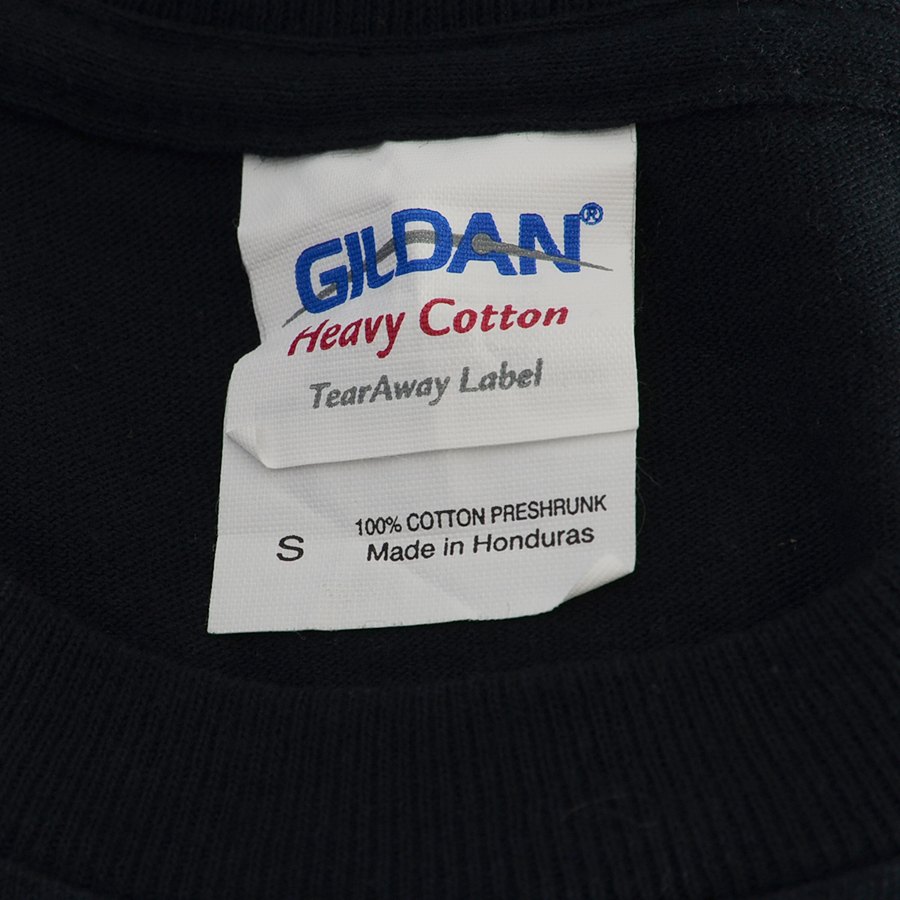 GILDAN®
Heavy Cotton
TearAway Label
100% COTTON PRESHRUNK
S Made in Honduras